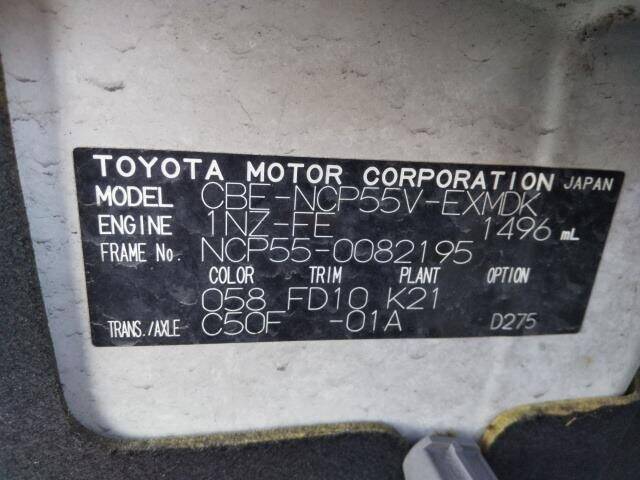 TOYOTA MOTOR CORPORATION JAPAN
MODEL CBE-NCP55V-EXMDK
ENGINE 1NZ-FE 1496 mL
FRAME No. NCP55-0082195
COLOR TRIM PLANT OPTION
058 FD10 K21
TRANS./AXLE C50F -01A D275